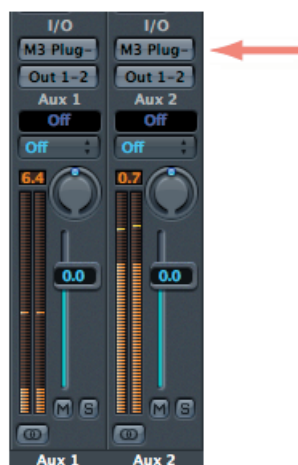 I/O I/O
M3 Plug- M3 Plug-
Out 1-2 Out 1-2
Aux 1 Aux 2
Off Off
Off Off
6.4 0.7
0.0 0.0
M S M S
Aux 1 Aux 2